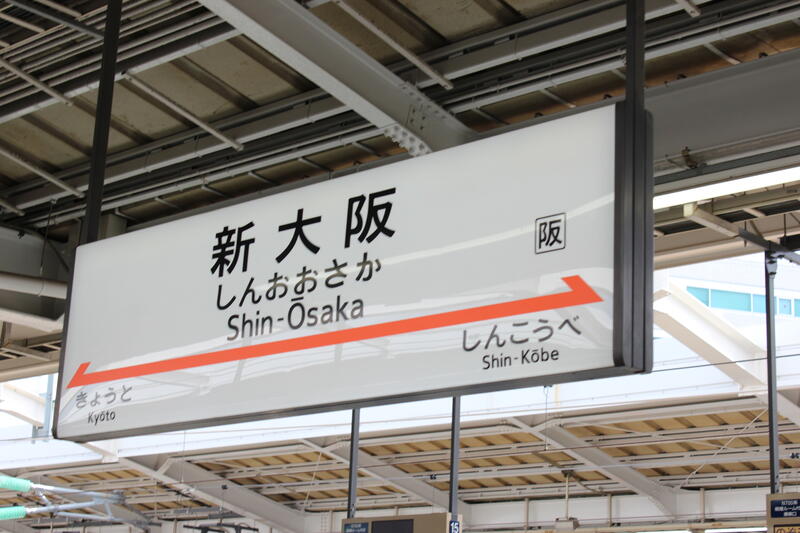 新大阪
しんおおさか
Shin-Ōsaka
阪
きょうと
Kyōto
しんこうべ
Shin-Kōbe
15